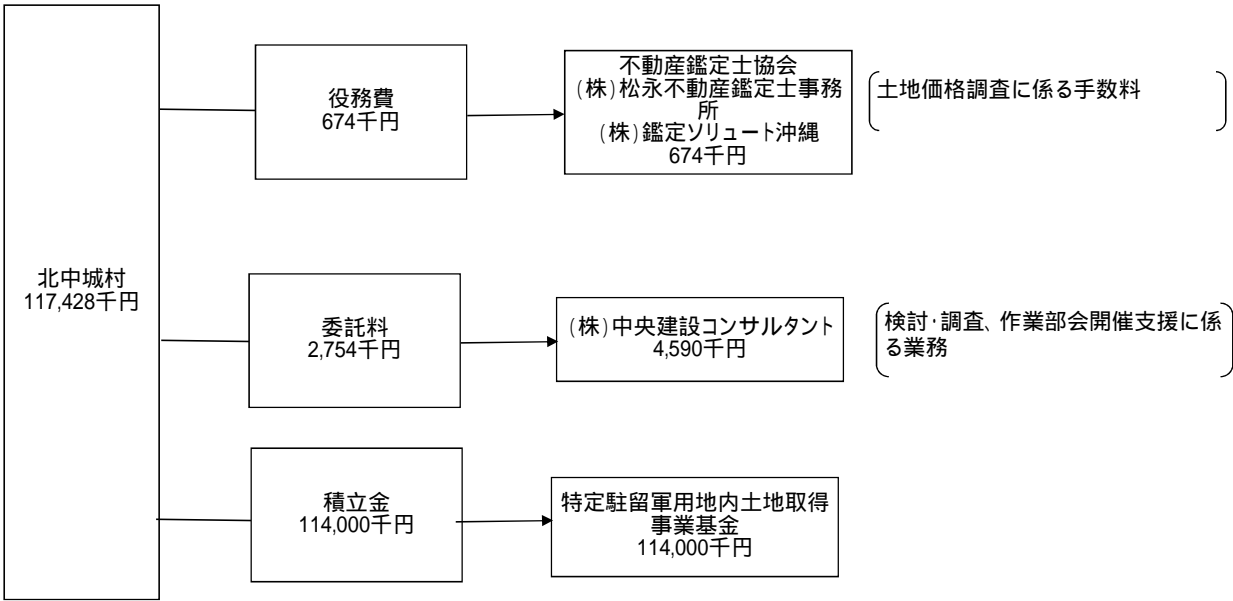 北中城村
117,428千円
役務費
674千円
不動産鑑定士協会
(株)松永不動産鑑定士事務
所
(株)鑑定ソリュート沖縄
674千円
土地価格調査に係る手数料
委託料
2,754千円
(株)中央建設コンサルタント
4,590千円
検討・調査、作業部会開催支援に係
る業務
積立金
114,000千円
特定駐留軍用地内土地取得
事業基金
114,000千円